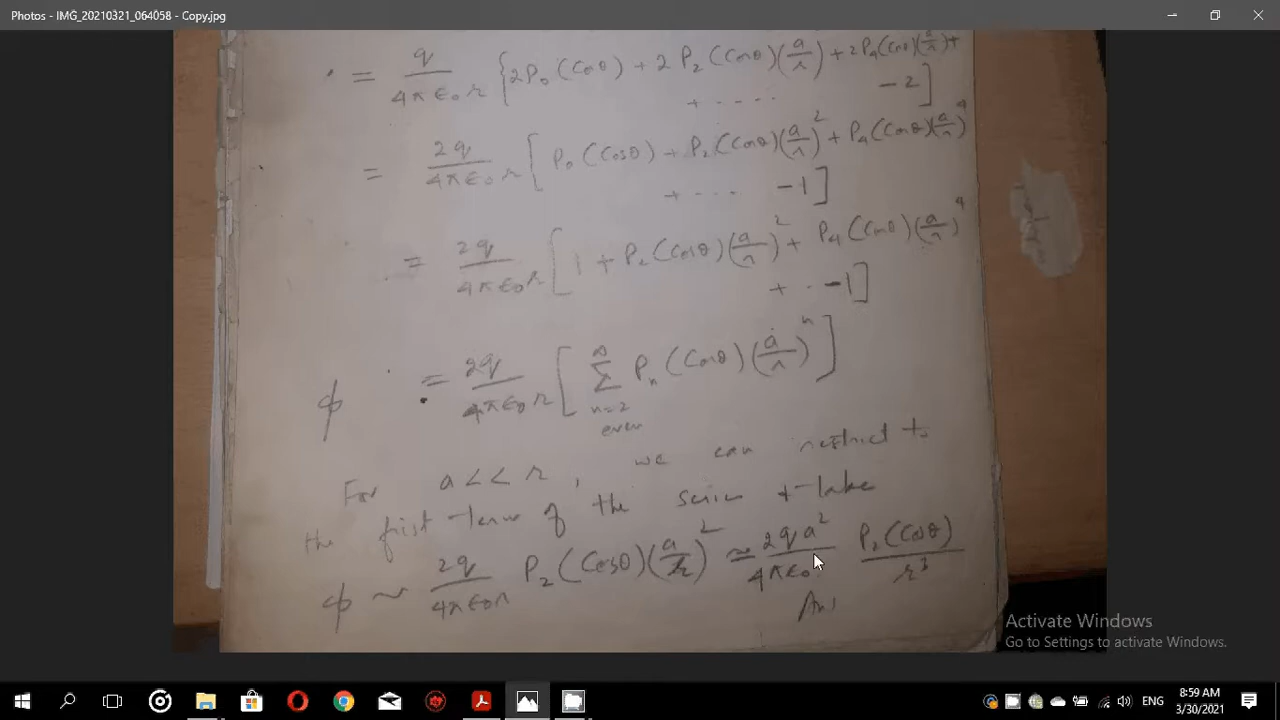 Photos - IMG_20210321_064058 - Copy.jpg
= q/4πε₀r {2P₀(Cosθ) + 2P₂(Cosθ)(a/r) + 2P₄(Cosθ)(a/r)⁴ +
+ .... - 2]
= 2q/4πε₀r [P₀(Cosθ) + P₂(Cosθ)(a/r)² + P₄(Cosθ)(a/r)⁴
+ .... -1]
= 2q/4πε₀r [1 + P₂(Cosθ)(a/r)² + P₄(Cosθ)(a/r)⁴
+ .. -1]
ϕ = 2q/4πε₀r [∑ₙ₌₂^∞ Pₙ(Cosθ)(a/r)ⁿ]
even
For a << r, we can restrict to
the first term of the series & take
ϕ ~ 2q/4πε₀r P₂(Cosθ)(a/r)² ≃ 2qa²/4πε₀ P₂(Cosθ)/r³
Ans
Activate Windows
Go to Settings to activate Windows.
ENG
8:59 AM
3/30/2021